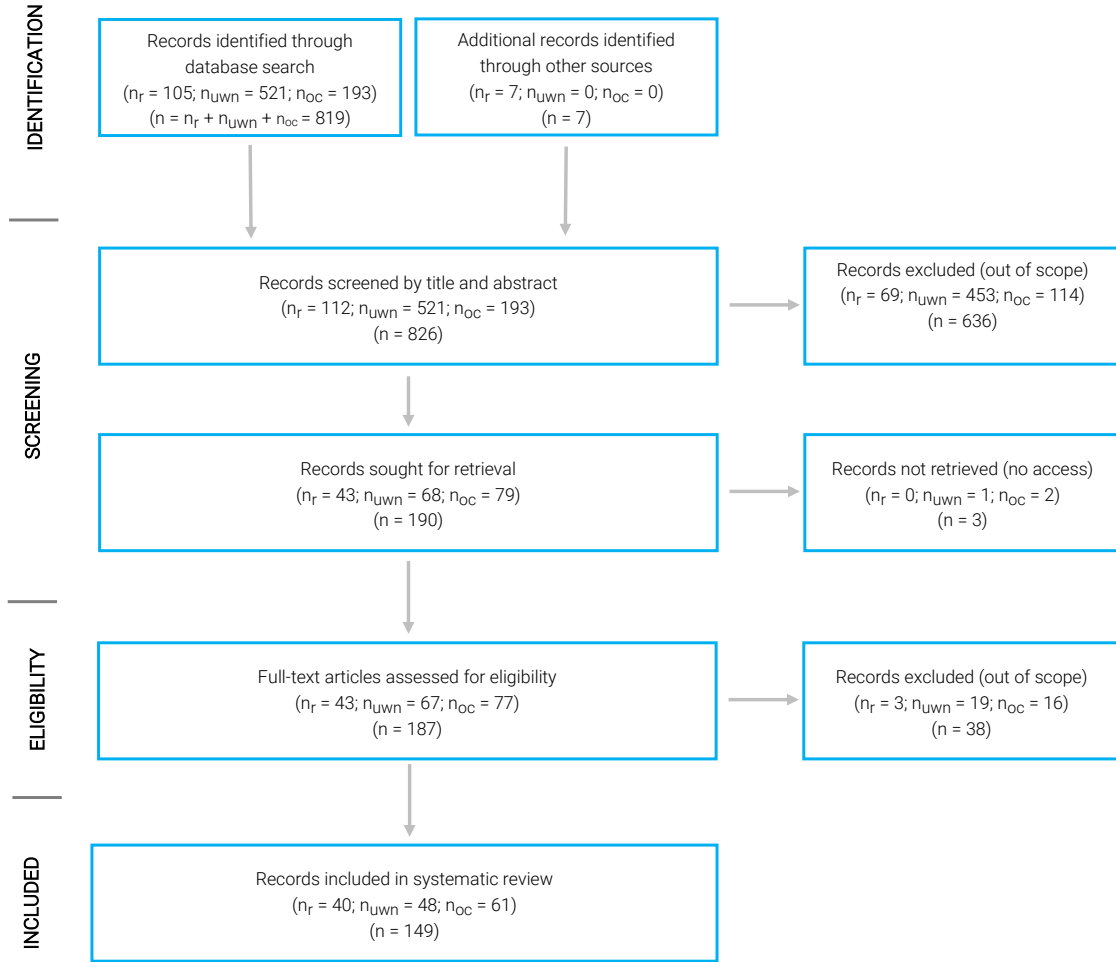 IDENTIFICATION
Records identified through
database search
(nr = 105; nuwn = 521; noc = 193)
(n = nr + nuwn + noc = 819)
Additional records identified
through other sources
(nr = 7; nuwn = 0; noc = 0)
(n = 7)
SCREENING
Records screened by title and abstract
(nr = 112; nuwn = 521; noc = 193)
(n = 826)
Records excluded (out of scope)
(nr = 69; nuwn = 453; noc = 114)
(n = 636)
Records sought for retrieval
(nr = 43; nuwn = 68; noc = 79)
(n = 190)
Records not retrieved (no access)
(nr = 0; nuwn = 1; noc = 2)
(n = 3)
ELIGIBILITY
Full-text articles assessed for eligibility
(nr = 43; nuwn = 67; noc = 77)
(n = 187)
Records excluded (out of scope)
(nr = 3; nuwn = 19; noc = 16)
(n = 38)
INCLUDED
Records included in systematic review
(nr = 40; nuwn = 48; noc = 61)
(n = 149)